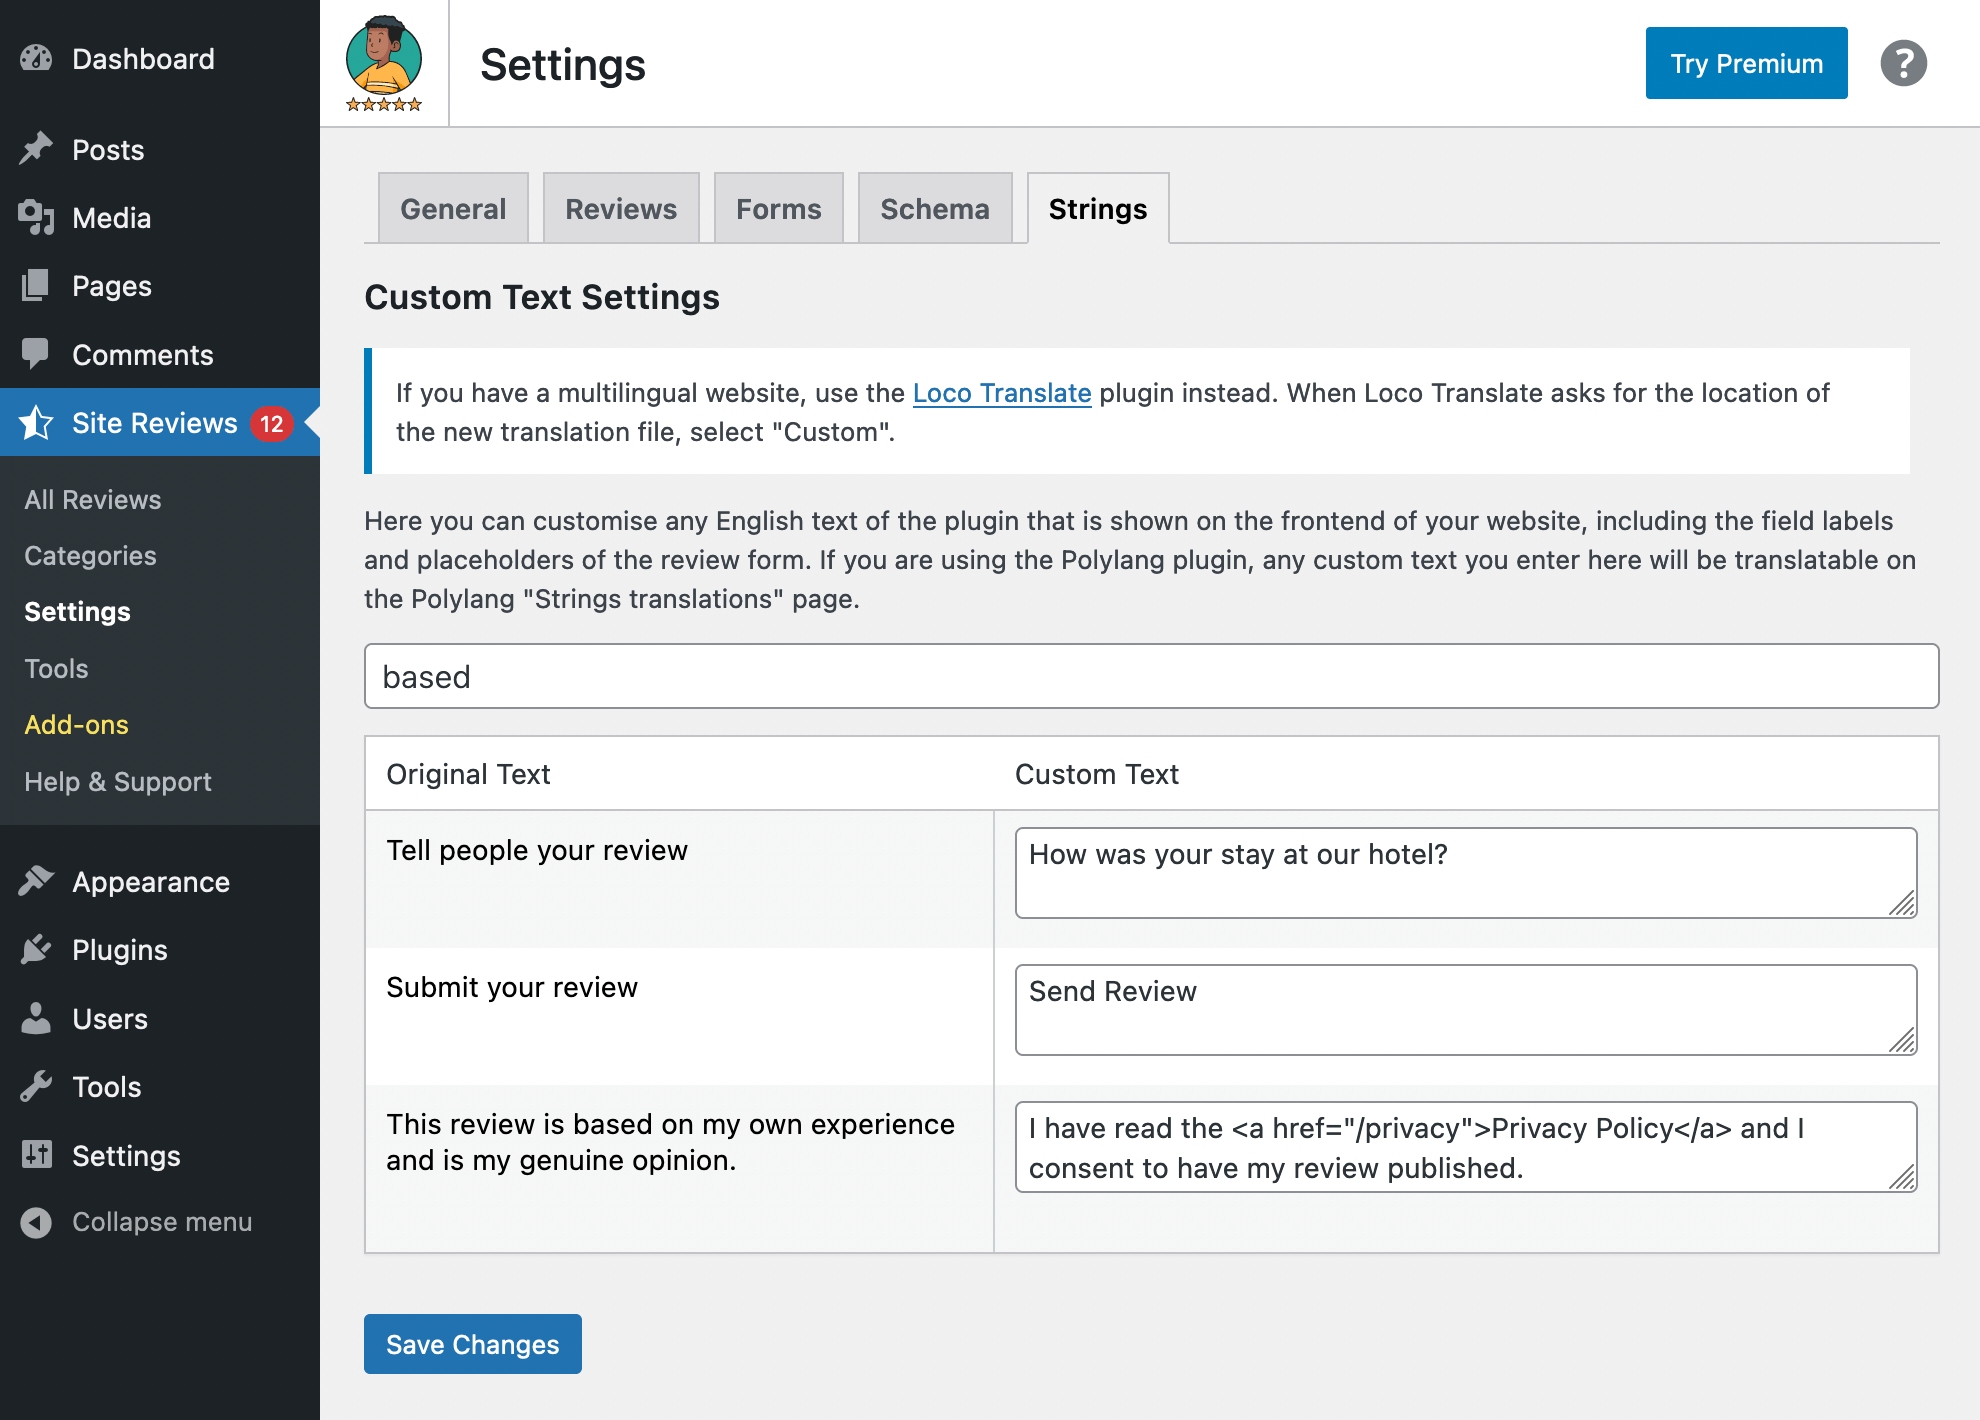 Dashboard
Posts
Media
Pages
Comments
Site Reviews 12
All Reviews
Categories
Settings
Tools
Add-ons
Help & Support
Appearance
Plugins
Users
Tools
Settings
Collapse menu
Settings
Try Premium
?
General
Reviews
Forms
Schema
Strings
Custom Text Settings
If you have a multilingual website, use the Loco Translate plugin instead. When Loco Translate asks for the location of
the new translation file, select "Custom".
Here you can customise any English text of the plugin that is shown on the frontend of your website, including the field labels
and placeholders of the review form. If you are using the Polylang plugin, any custom text you enter here will be translatable on
the Polylang "Strings translations" page.
based
Original Text
Custom Text
Tell people your review
How was your stay at our hotel?
Submit your review
Send Review
This review is based on my own experience
and is my genuine opinion.
I have read the <a href="/privacy">Privacy Policy</a> and I
consent to have my review published.
Save Changes